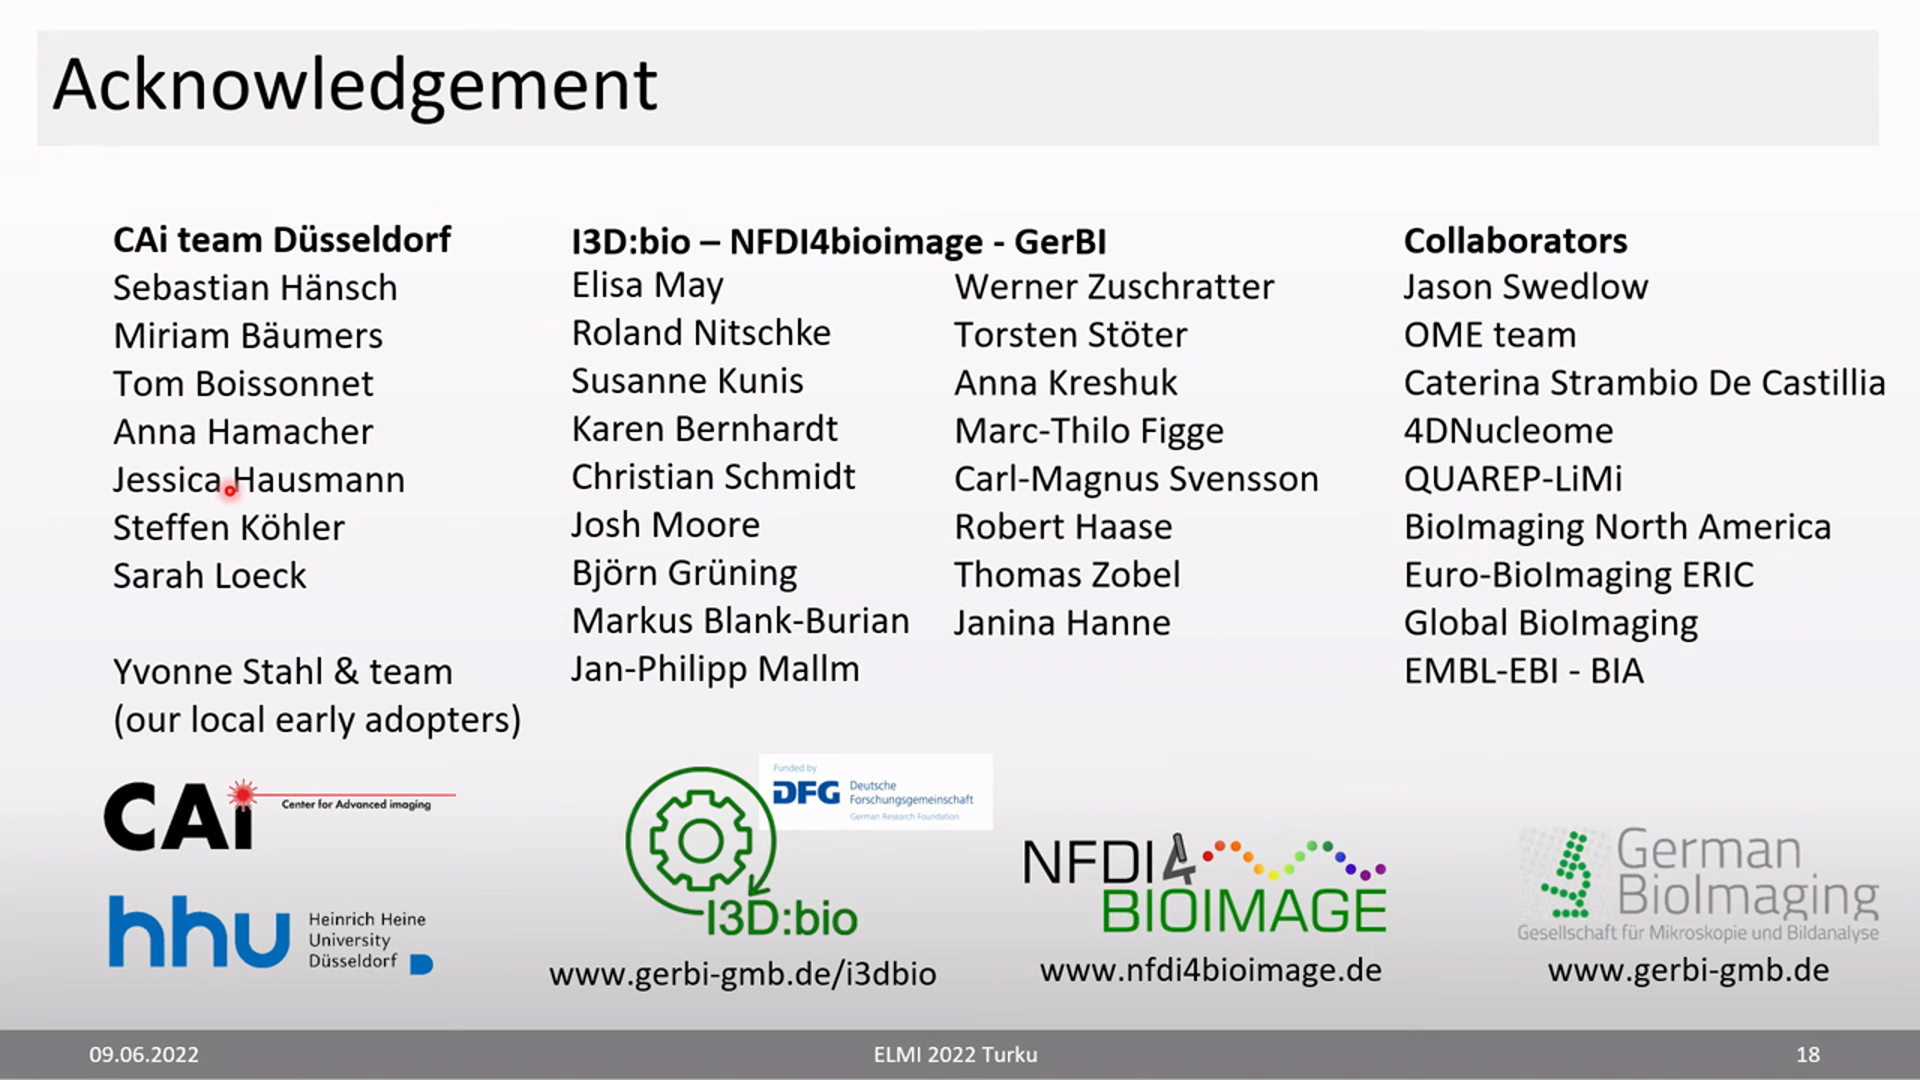 Acknowledgement
CAi team Düsseldorf
Sebastian Hänsch
Miriam Bäumers
Tom Boissonnet
Anna Hamacher
Jessica Hausmann
Steffen Köhler
Sarah Loeck
Yvonne Stahl & team
(our local early adopters)
I3D:bio – NFDI4bioimage - GerBI
Elisa May
Roland Nitschke
Susanne Kunis
Karen Bernhardt
Christian Schmidt
Josh Moore
Björn Grüning
Markus Blank-Burian
Jan-Philipp Mallm
Werner Zuschratter
Torsten Stöter
Anna Kreshuk
Marc-Thilo Figge
Carl-Magnus Svensson
Robert Haase
Thomas Zobel
Janina Hanne
Collaborators
Jason Swedlow
OME team
Caterina Strambio De Castillia
4DNucleome
QUAREP-LiMi
BioImaging North America
Euro-BioImaging ERIC
Global BioImaging
EMBL-EBI - BIA
CAi
Center for Advanced imaging
hhu
Heinrich Heine
University
Düsseldorf
Funded by
DFG
Deutsche
Forschungsgemeinschaft
German Research Foundation
I3D:bio
www.gerbi-gmb.de/i3dbio
NFDI4
BIOIMAGE
www.nfdi4bioimage.de
German
BioImaging
Gesellschaft für Mikroskopie und Bildanalyse
www.gerbi-gmb.de
09.06.2022
ELMI 2022 Turku
18